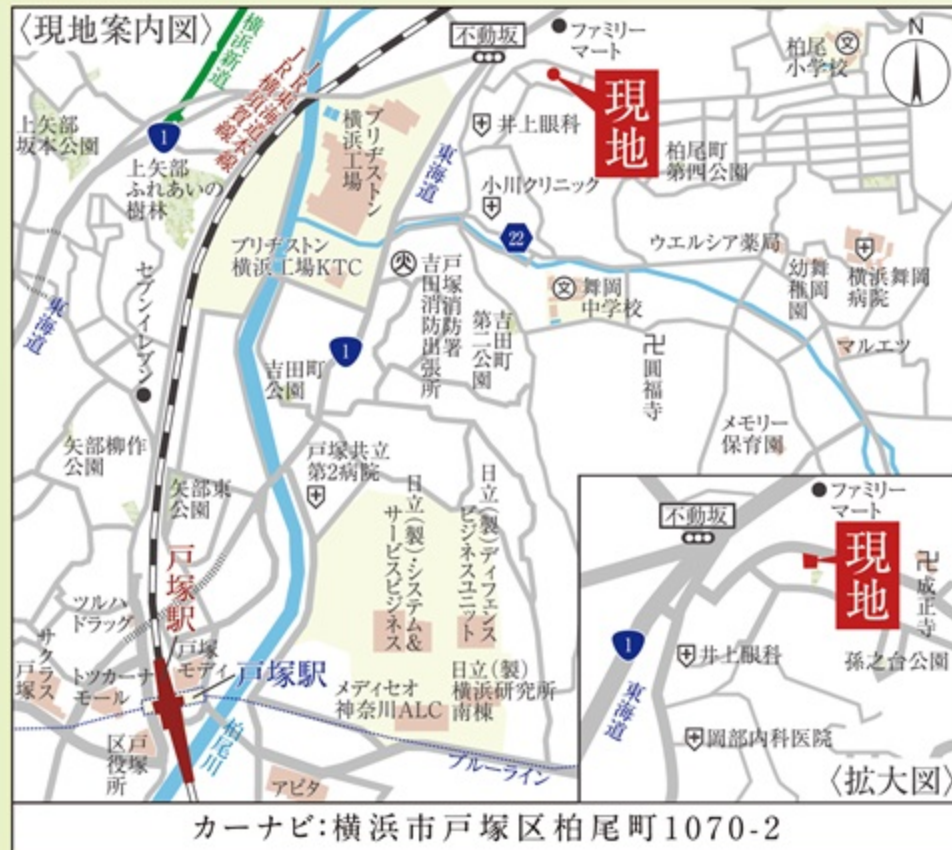 〈現地案内図〉
横浜新道
JR東海道本線
JR横須賀線
1
上矢部
坂本公園
上矢部
ふれあいの
樹林
ブリヂストン
横浜工場
不動坂
ファミリー
マート
柏尾
小学校
文
N
現地
井上眼科
柏尾町
第四公園
東海道
小川クリニック
22
ウエルシア薬局
ブリヂストン
横浜工場KTC
火
戸塚消防署
吉田消防出張所
吉田町
第二公園
文
舞岡
中学校
舞岡
幼稚園
横浜舞岡
病院
マルエツ
東海道
セブンイレブン
1
吉田町
公園
卍
圓福寺
メモリー
保育園
矢部柳作
公園
矢部東
公園
戸塚共立
第2病院
日立(製)・システム&
サービスビジネス
日立(製)ディフェンス
ビジネスユニット
戸塚駅
ツルハ
ドラッグ
サクラス
戸塚
トツカーナ
モール
戸塚
モディ
戸塚駅
メディセオ
神奈川ALC
日立(製)
横浜研究所
南棟
戸塚
区役所
柏尾川
アピタ
ブルーライン
不動坂
ファミリー
マート
現地
卍
成正寺
1
東海道
井上眼科
孫之台公園
岡部内科医院
〈拡大図〉
カーナビ:横浜市戸塚区柏尾町1070-2